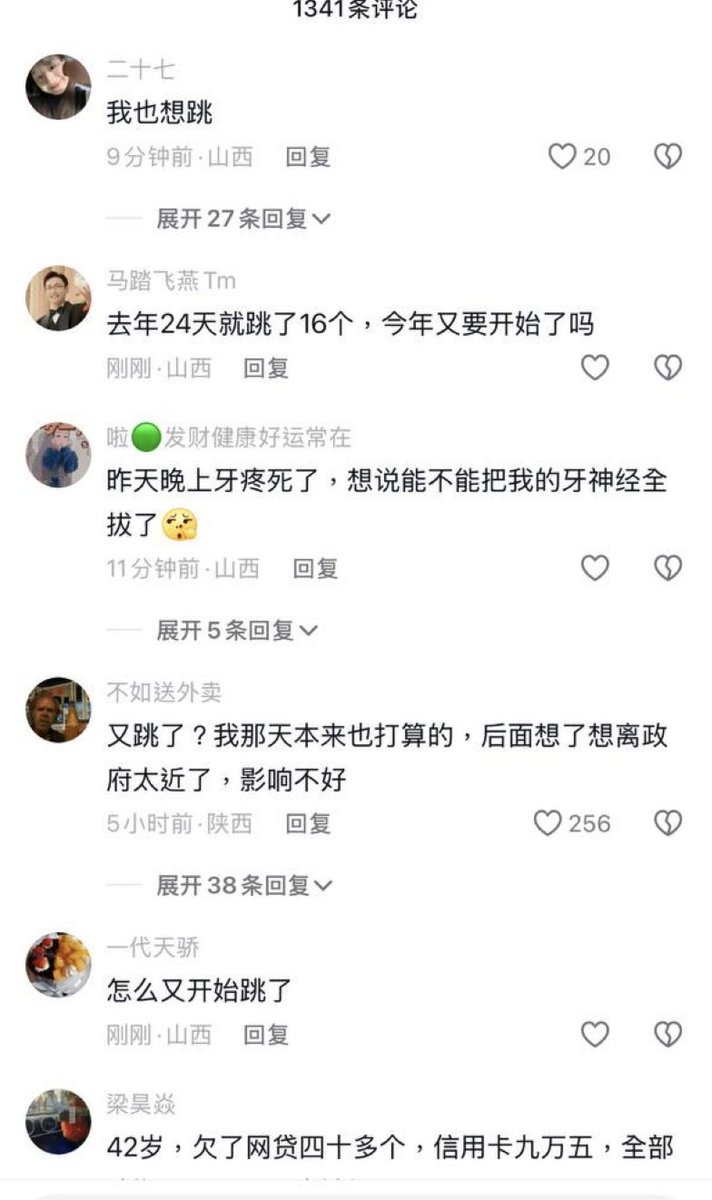 1341条评论
二十七
我也想跳
9分钟前·山西 回复
20
展开27条回复
马踏飞燕Tm
去年24天就跳了16个，今年又要开始了吗
刚刚·山西 回复
啦🟢发财健康好运常在
昨天晚上牙疼死了，想说能不能把我的牙神经全
拔了🫢
11分钟前·山西 回复
展开5条回复
不如送外卖
又跳了？我那天本来也打算的，后面想了想离政
府太近了，影响不好
5小时前·陕西 回复
256
展开38条回复
一代天骄
怎么又开始跳了
刚刚·山西 回复
梁昊焱
42岁，欠了网贷四十多个，信用卡九万五，全部